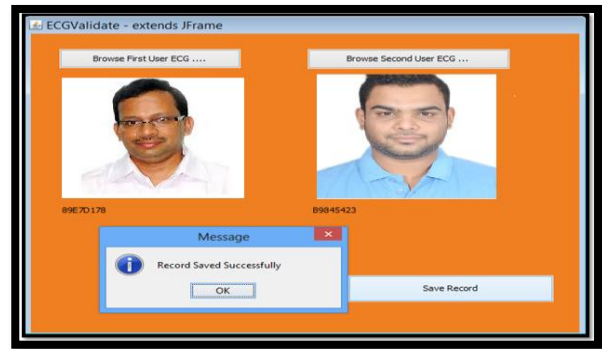 ECGValidate - extends JFrame
Browse First User ECG ....
Browse Second User ECG ...
89E7D178
B9845423
Message
Record Saved Successfully
OK
Save Record